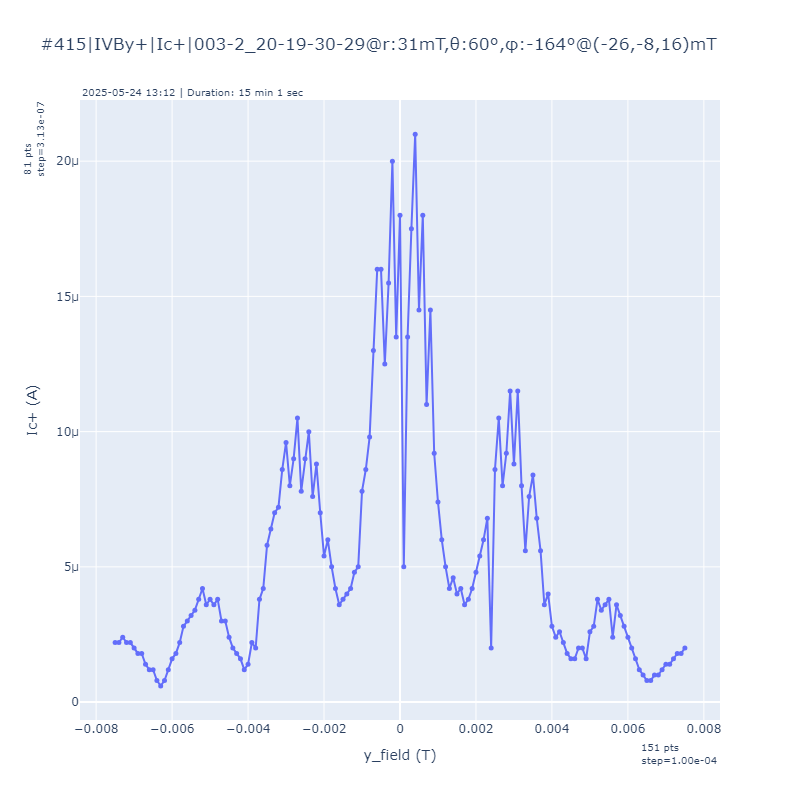 #415|IVBy+|Ic+|003-2_20-19-30-29@r:31mT,θ:60°,φ:-164°@(-26,-8,16)mT
2025-05-24 13:12 | Duration: 15 min 1 sec
81 pts
step=3.13e-07
20μ
15μ
10μ
5μ
0
Ic+ (A)
−0.008
−0.006
−0.004
−0.002
0
0.002
0.004
0.006
0.008
y_field (T)
151 pts
step=1.00e-04